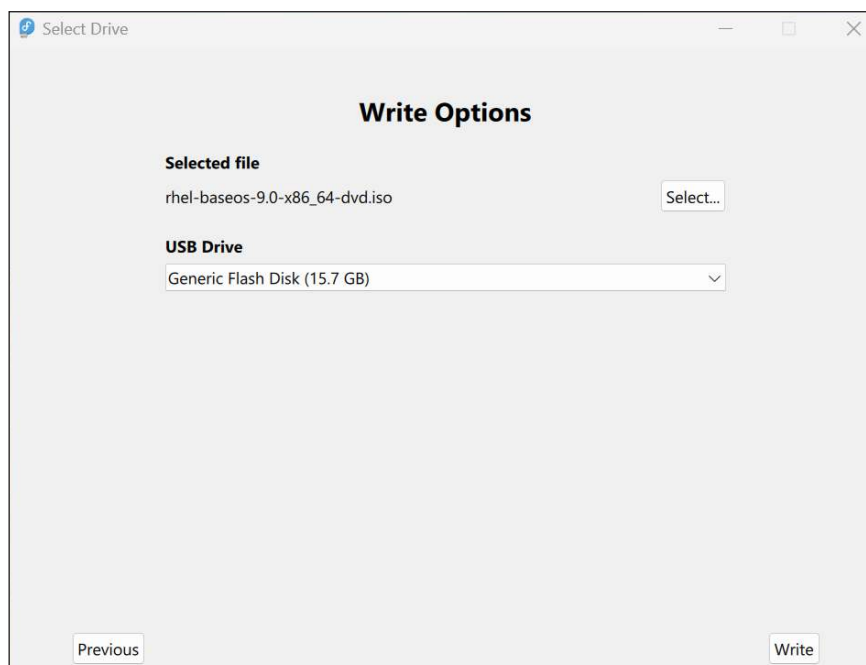 Select Drive
Write Options
Selected file
rhel-baseos-9.0-x86_64-dvd.iso
Select...
USB Drive
Generic Flash Disk (15.7 GB)
Previous
Write